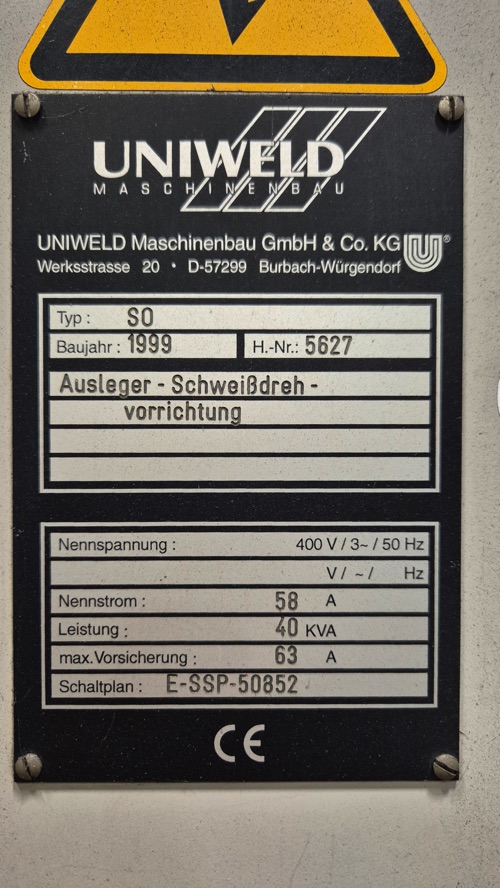 UNIWELD
MASCHINENBAU
UNIWELD Maschinenbau GmbH & Co. KG U®
Werksstrasse 20 · D-57299 Burbach-Würgendorf
Typ: SO
Baujahr: 1999 H.-Nr.: 5627
Ausleger-Schweißdreh-
vorrichtung
Nennspannung: 400 V / 3~ / 50 Hz
V / ~ / Hz
Nennstrom: 58 A
Leistung: 40 KVA
max.Vorsicherung: 63 A
Schaltplan: E-SSP-50852
CE